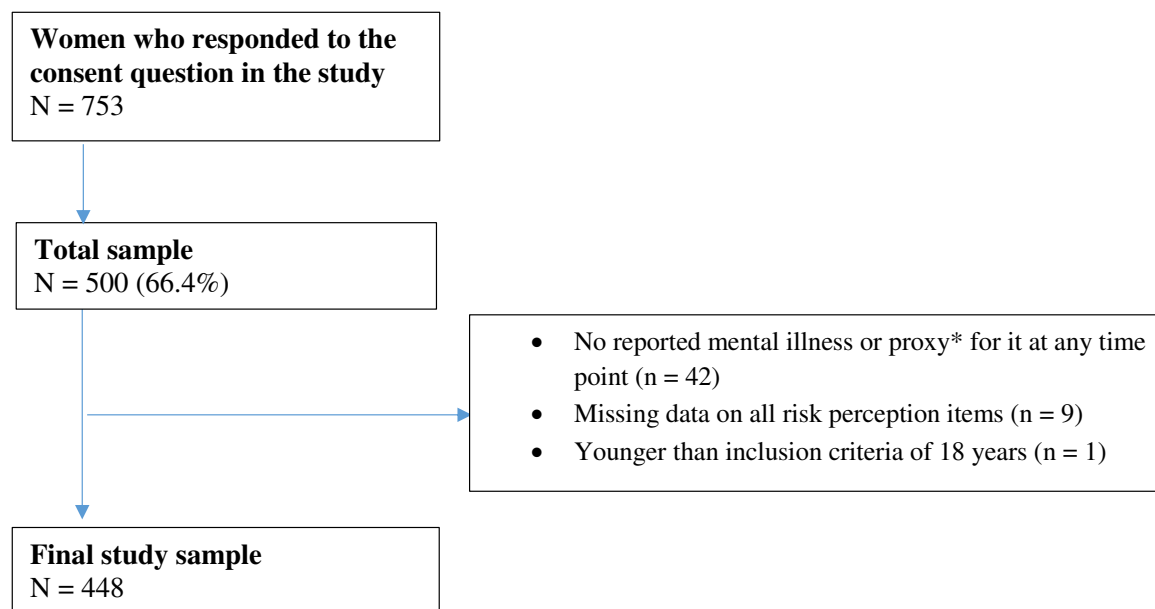 Women who responded to the
consent question in the study
N = 753
Total sample
N = 500 (66.4%)
• No reported mental illness or proxy* for it at any time
point (n = 42)
• Missing data on all risk perception items (n = 9)
• Younger than inclusion criteria of 18 years (n = 1)
Final study sample
N = 448